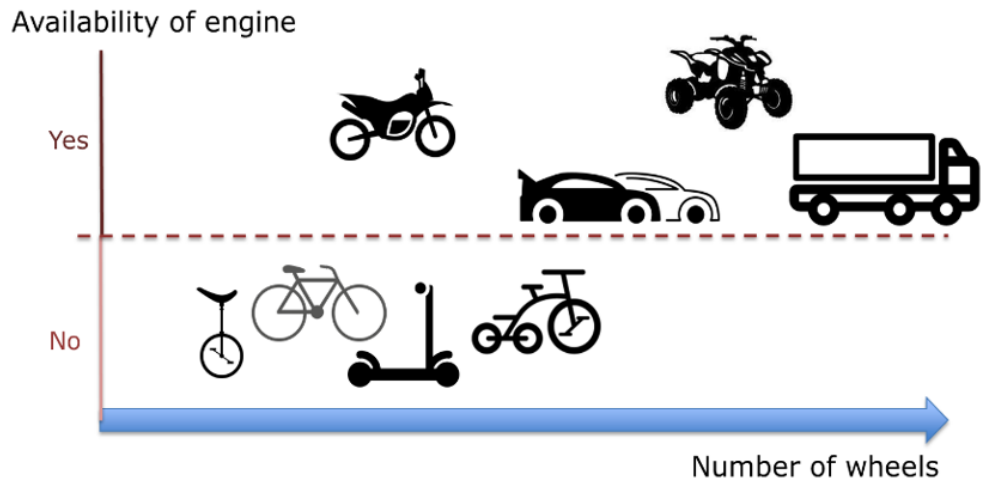 Availability of engine
Yes
No
Number of wheels